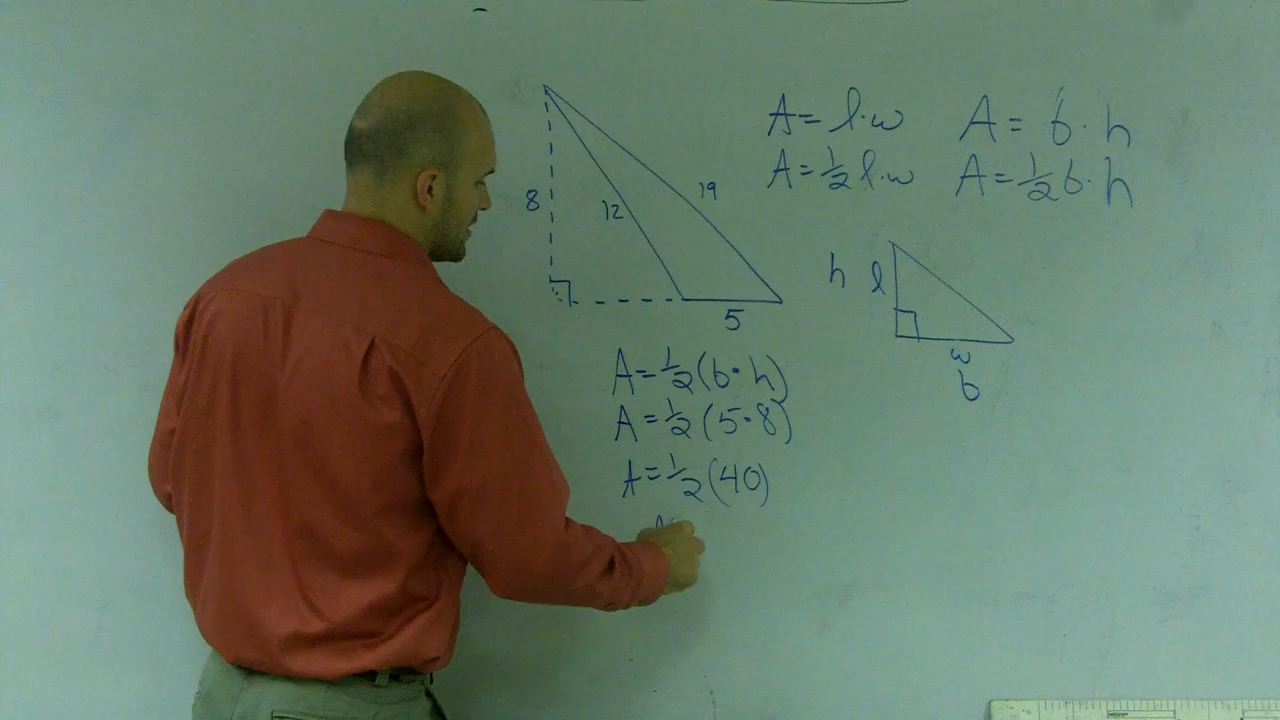 8
12
19
5
A = l·w
A = 1/2 l·w
A = b·h
A = 1/2 b·h
h l
w
b
A = 1/2 (b·h)
A = 1/2 (5·8)
A = 1/2 (40)
A